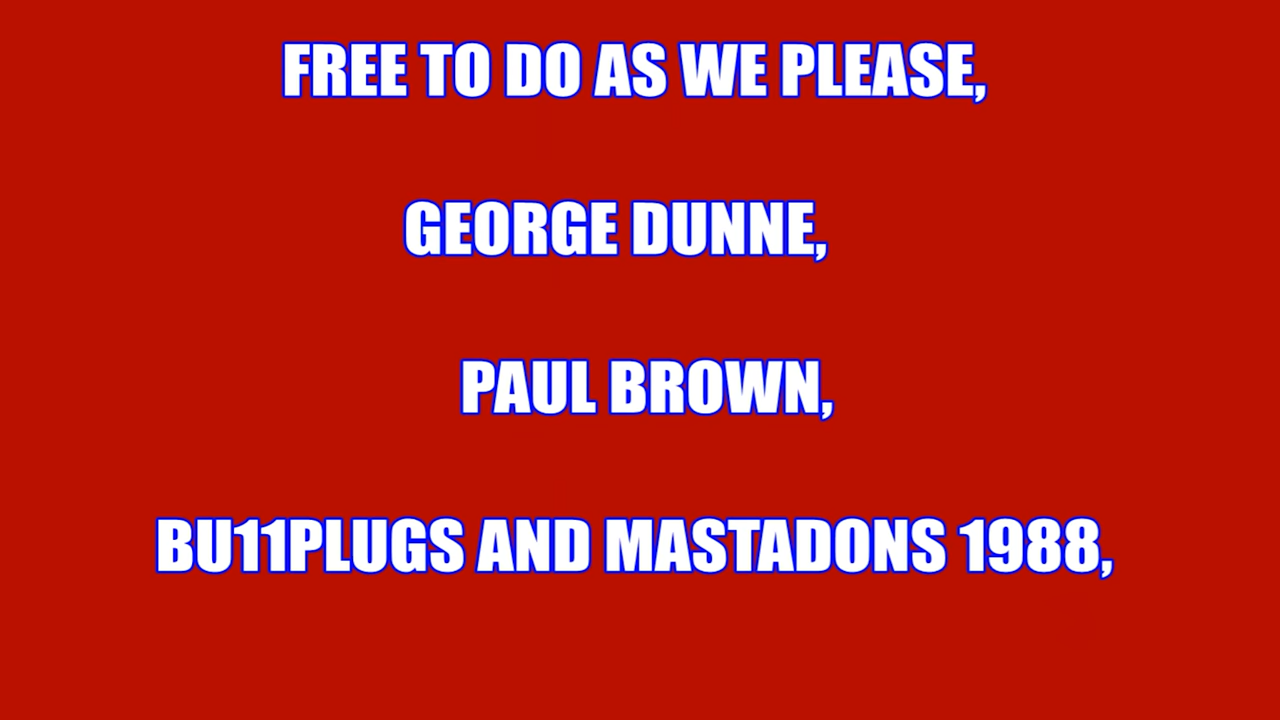 FREE TO DO AS WE PLEASE,
GEORGE DUNNE,
PAUL BROWN,
BU11PLUGS AND MASTADONS 1988,